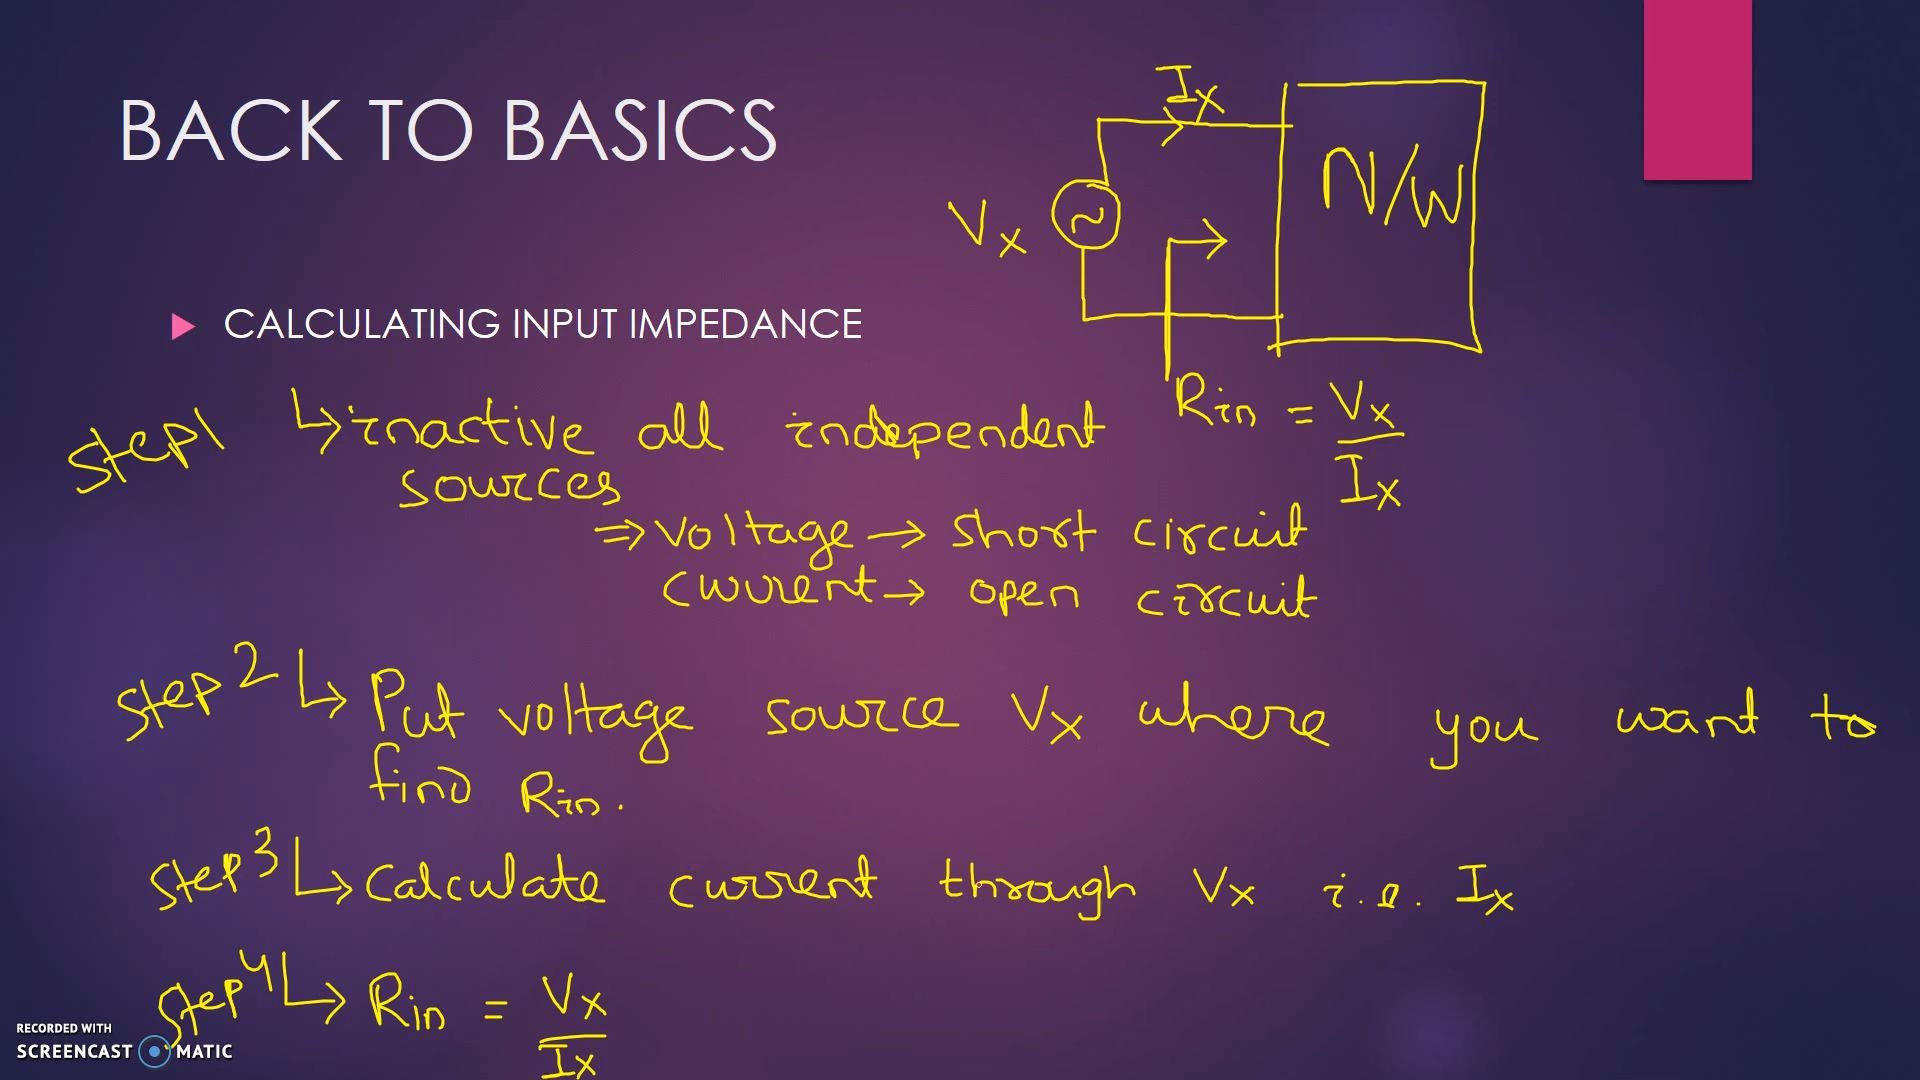 BACK TO BASICS
Ix
N/W
Vx
CALCULATING INPUT IMPEDANCE
Rin = Vx
Ix
step1 inactive all independent
sources
⇒ voltage → short circuit
current → open circuit
step2 Put voltage source Vx where you want to
find Rin.
step3 Calculate current through Vx i.e. Ix
step4 Rin = Vx
Ix
RECORDED WITH
SCREENCAST MATIC